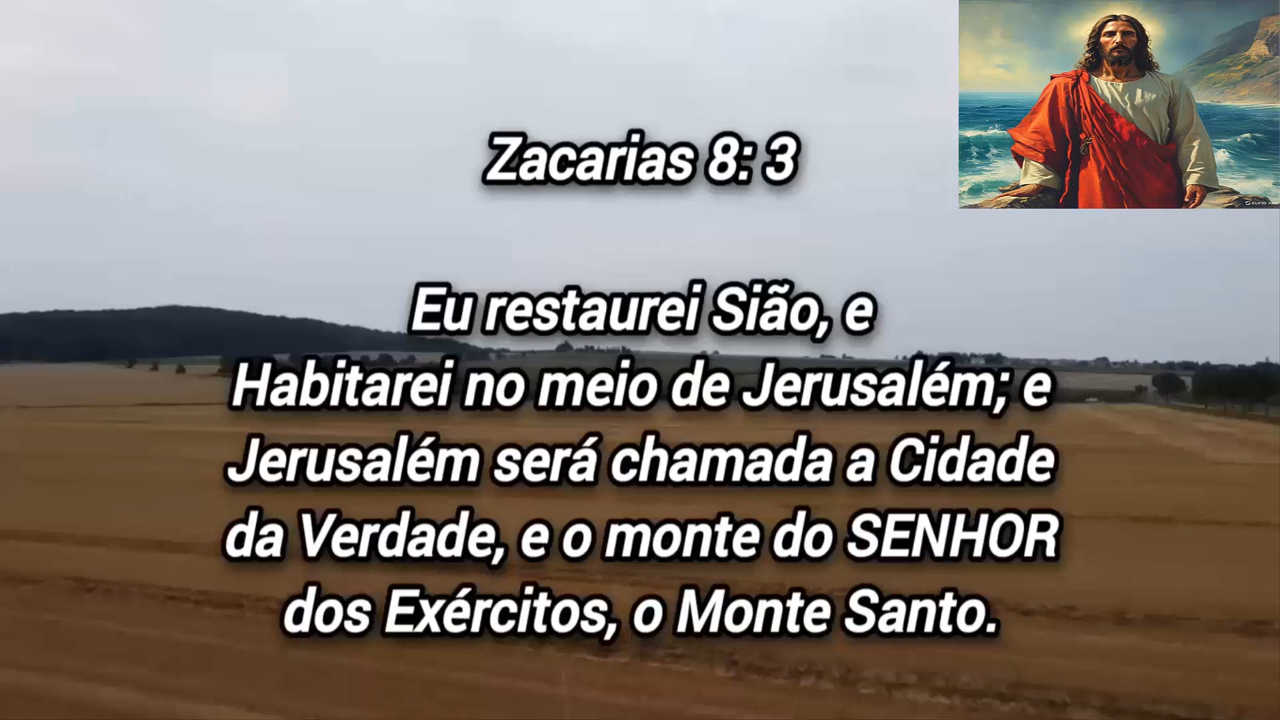 Zacarias 8: 3
Eu restaurei Sião, e
Habitarei no meio de Jerusalém; e
Jerusalém será chamada a Cidade
da Verdade, e o monte do SENHOR
dos Exércitos, o Monte Santo.